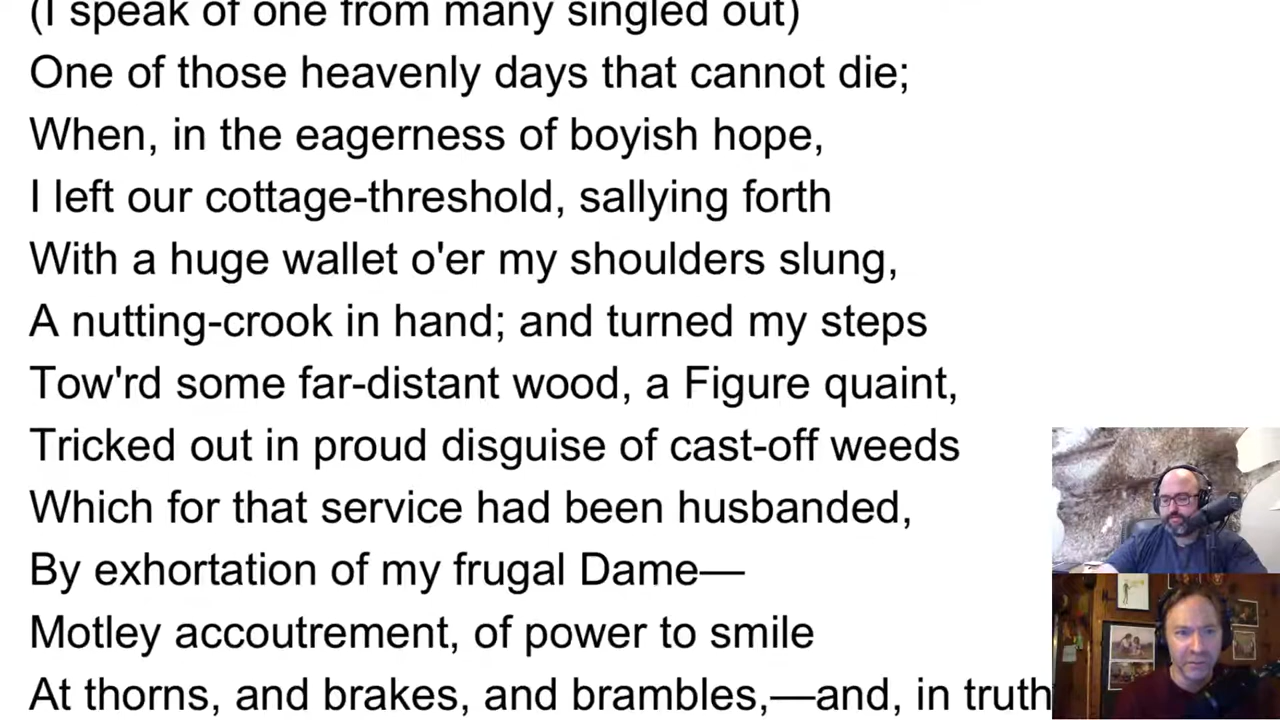 (I speak of one from many singled out)
One of those heavenly days that cannot die;
When, in the eagerness of boyish hope,
I left our cottage-threshold, sallying forth
With a huge wallet o'er my shoulders slung,
A nutting-crook in hand; and turned my steps
Tow'rd some far-distant wood, a Figure quaint,
Tricked out in proud disguise of cast-off weeds
Which for that service had been husbanded,
By exhortation of my frugal Dame—
Motley accoutrement, of power to smile
At thorns, and brakes, and brambles,—and, in truth